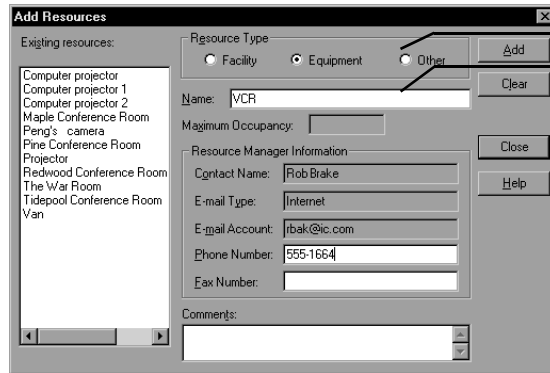 Add Resources
Existing resources:
Computer projector
Computer projector 1
Computer projector 2
Maple Conference Room
Peng's camera
Pine Conference Room
Projector
Redwood Conference Room
The War Room
Tidepool Conference Room
Van
Resource Type
Facility
Equipment
Other
Name: VCR
Maximum Occupancy:
Resource Manager Information
Contact Name: Rob Brake
E-mail Type: Internet
E-mail Account: rbak@ic.com
Phone Number: 555-1664
Fax Number:
Comments:
Add
Clear
Close
Help